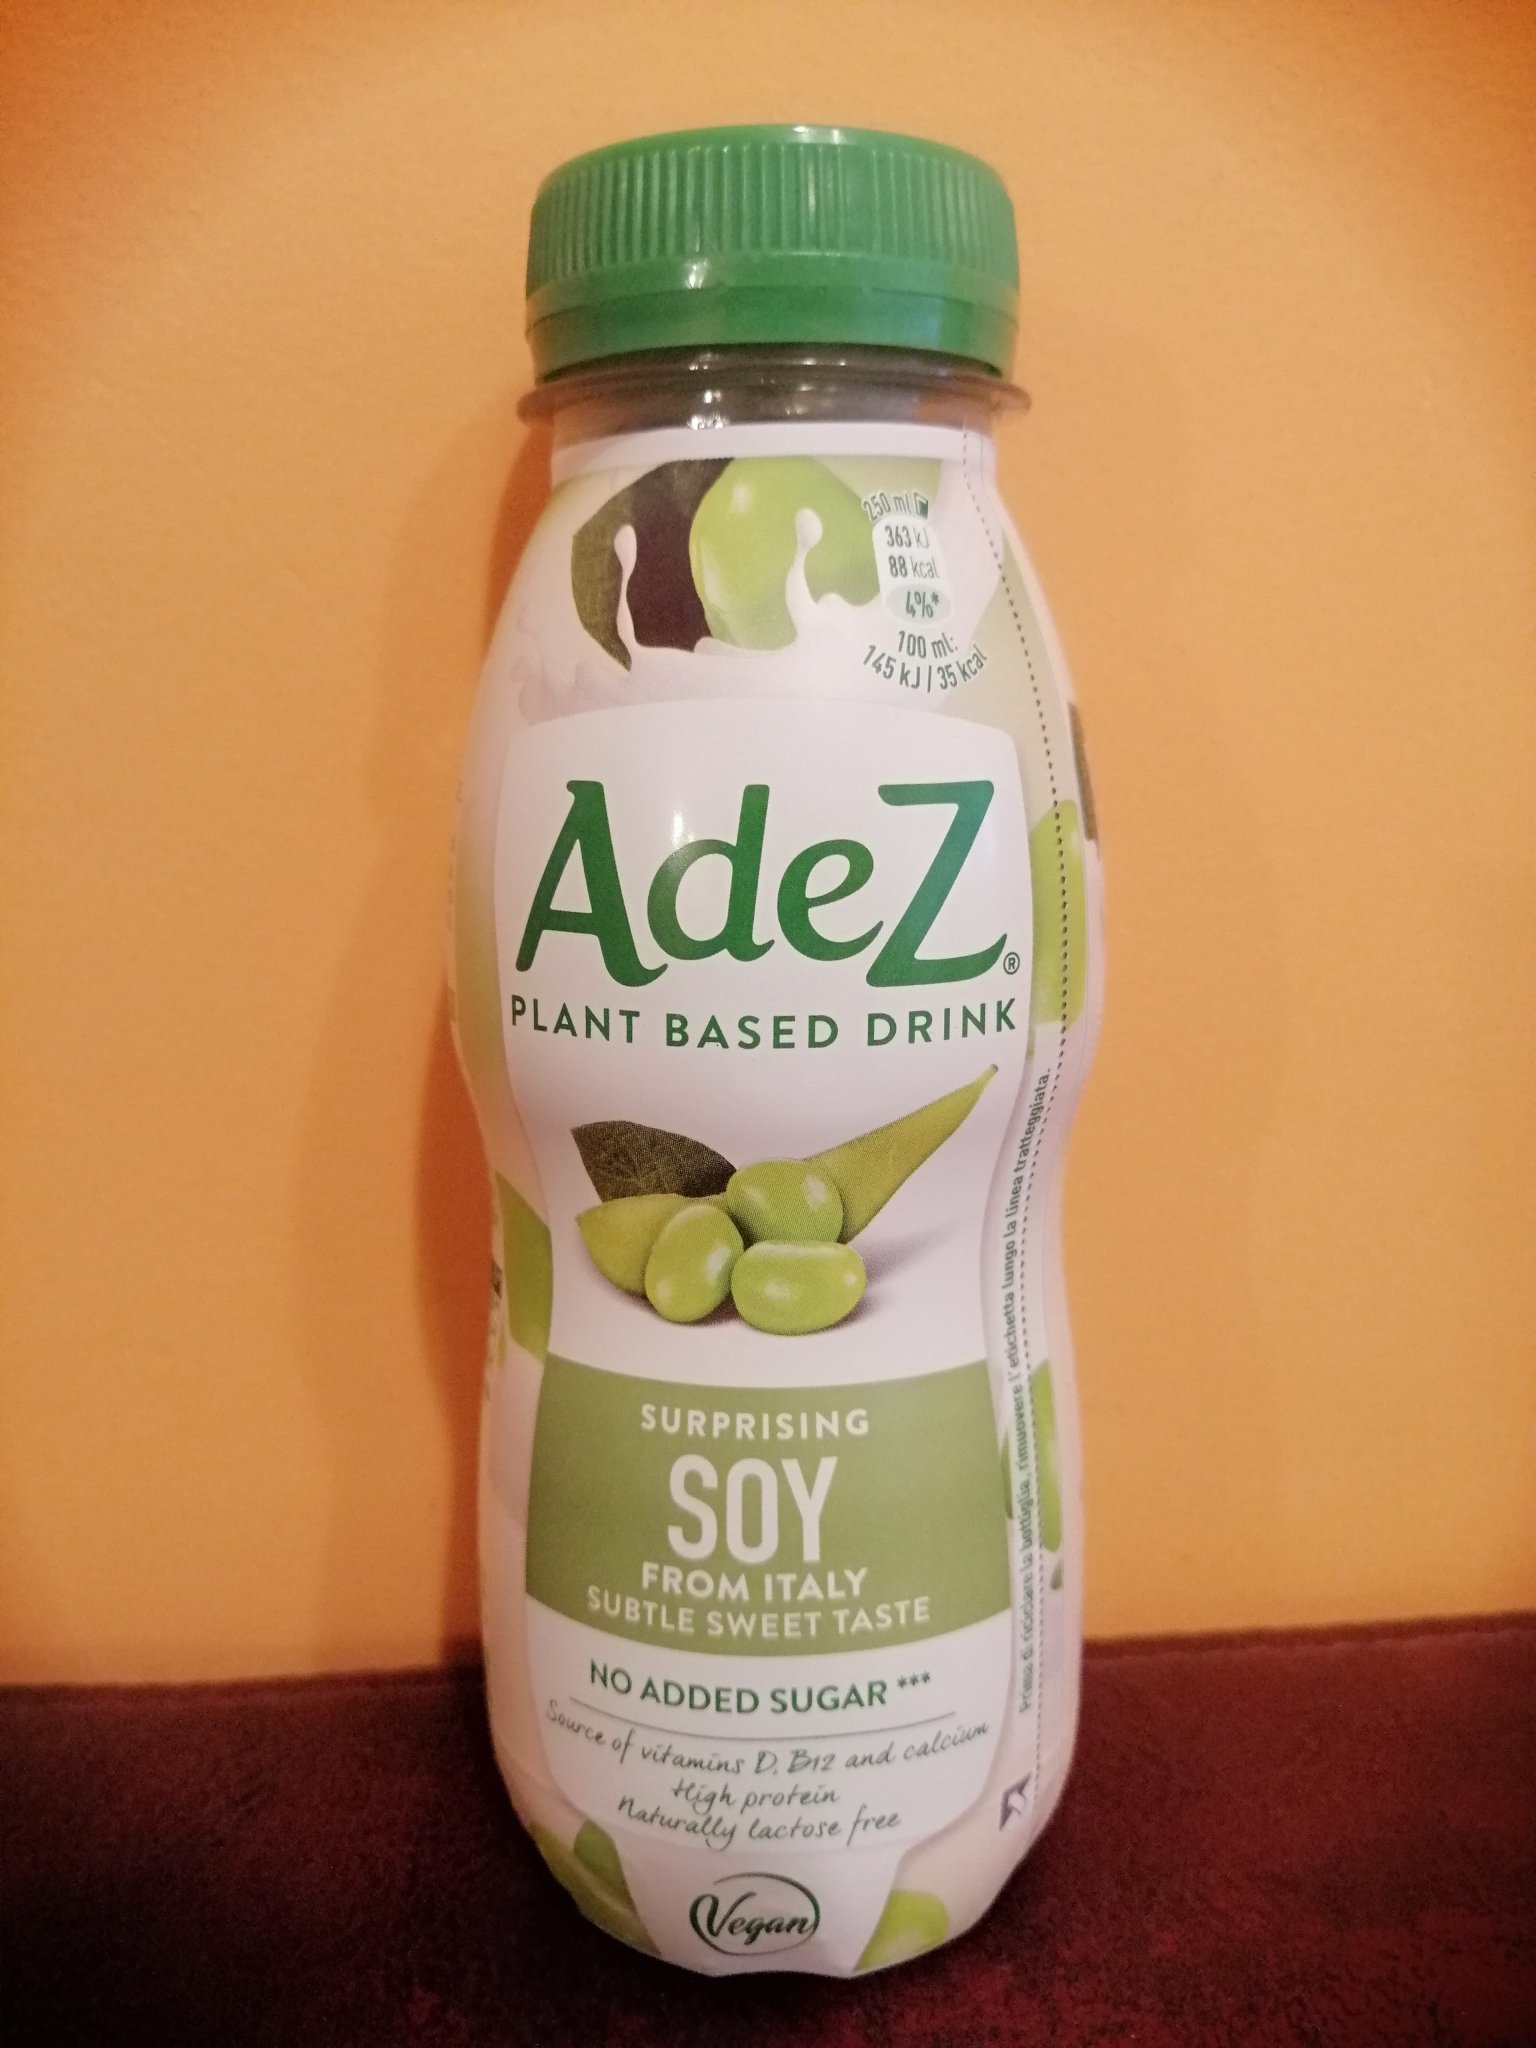 250 ml
363 kJ
88 kcal
4%*
100 ml:
145 kJ / 35 kcal
AdeZ®
PLANT BASED DRINK
SURPRISING
SOY
FROM ITALY
SUBTLE SWEET TASTE
NO ADDED SUGAR ***
Source of vitamins D, B12 and calcium
High protein
Naturally lactose free
Vegan
Prima di riciclare la bottiglia, rimuovere l'etichetta lungo la linea tratteggiata.